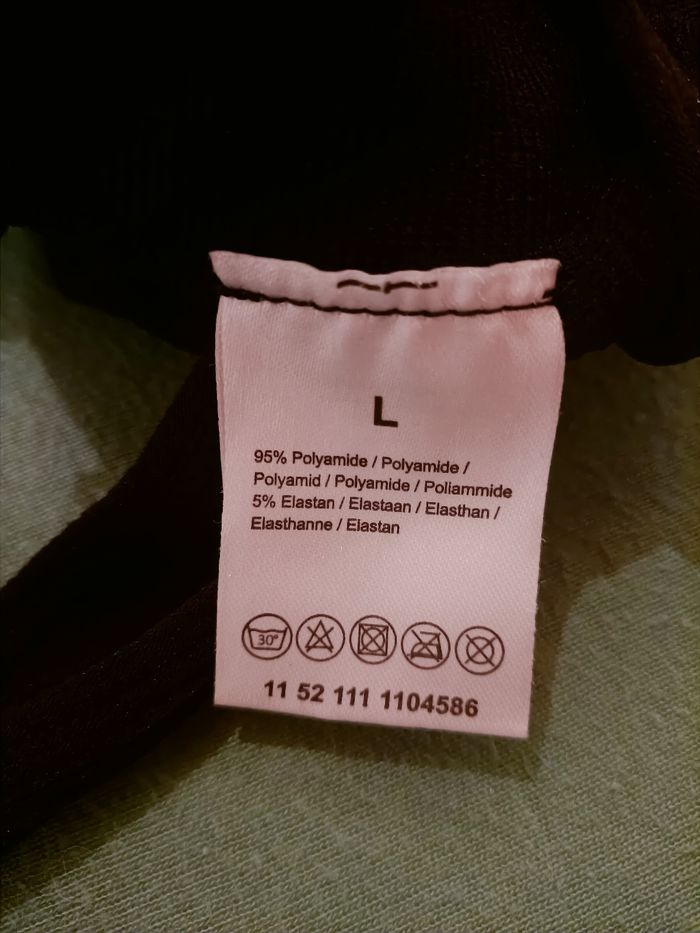 L
95% Polyamide / Polyamide /
Polyamid / Polyamide / Poliammide
5% Elastan / Elastaan / Elasthan /
Elasthanne / Elastan
30°
11 52 111 1104586